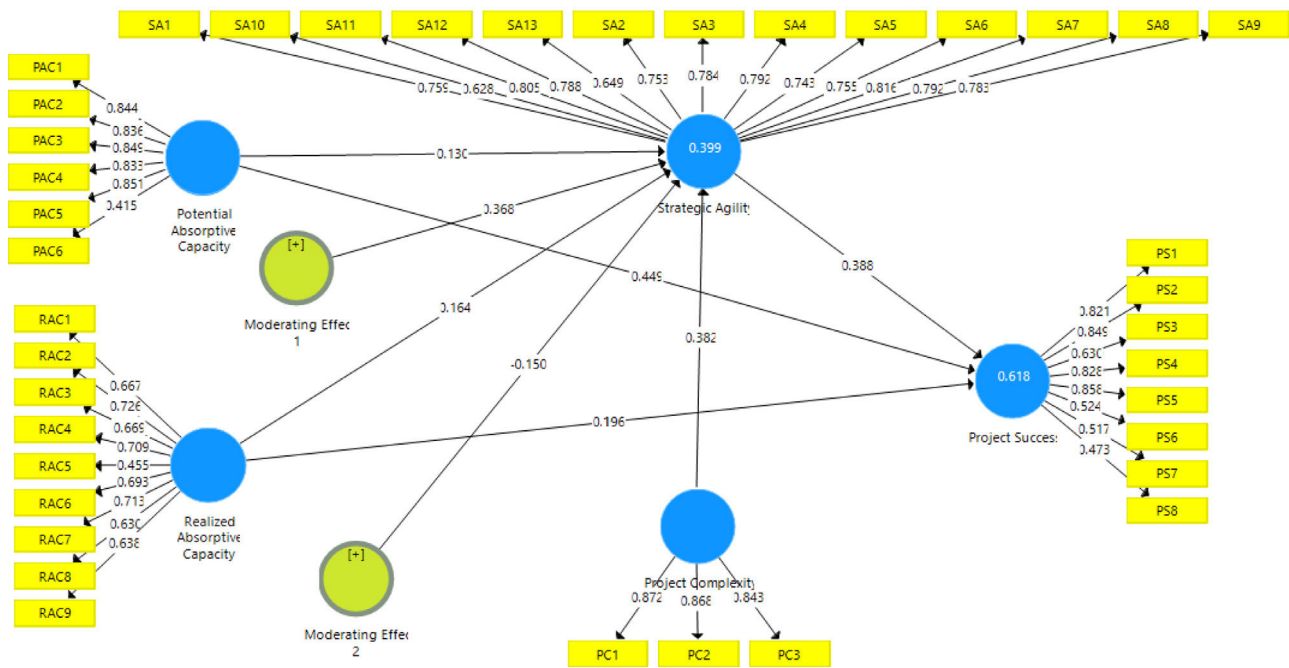 SA1
SA10
SA11
SA12
SA13
SA2
SA3
SA4
SA5
SA6
SA7
SA8
SA9
0.759
0.628
0.805
0.788
0.649
0.753
0.784
0.792
0.743
0.755
0.816
0.792
0.783
PAC1
PAC2
PAC3
PAC4
PAC5
PAC6
0.844
0.836
0.849
0.833
0.851
0.415
Potential
Absorptive
Capacity
0.130
0.399
Strategic Agility
[+]
Moderating Effec
1
0.368
0.449
0.388
0.164
0.382
-0.150
RAC1
RAC2
RAC3
RAC4
RAC5
RAC6
RAC7
RAC8
RAC9
0.667
0.726
0.669
0.709
0.455
0.693
0.713
0.630
0.638
Realized
Absorptive
Capacity
0.196
0.618
Project Success
PS1
PS2
PS3
PS4
PS5
PS6
PS7
PS8
0.821
0.849
0.630
0.828
0.858
0.524
0.517
0.473
[+]
Moderating Effec
2
Project Complexity
0.872
0.868
0.843
PC1
PC2
PC3